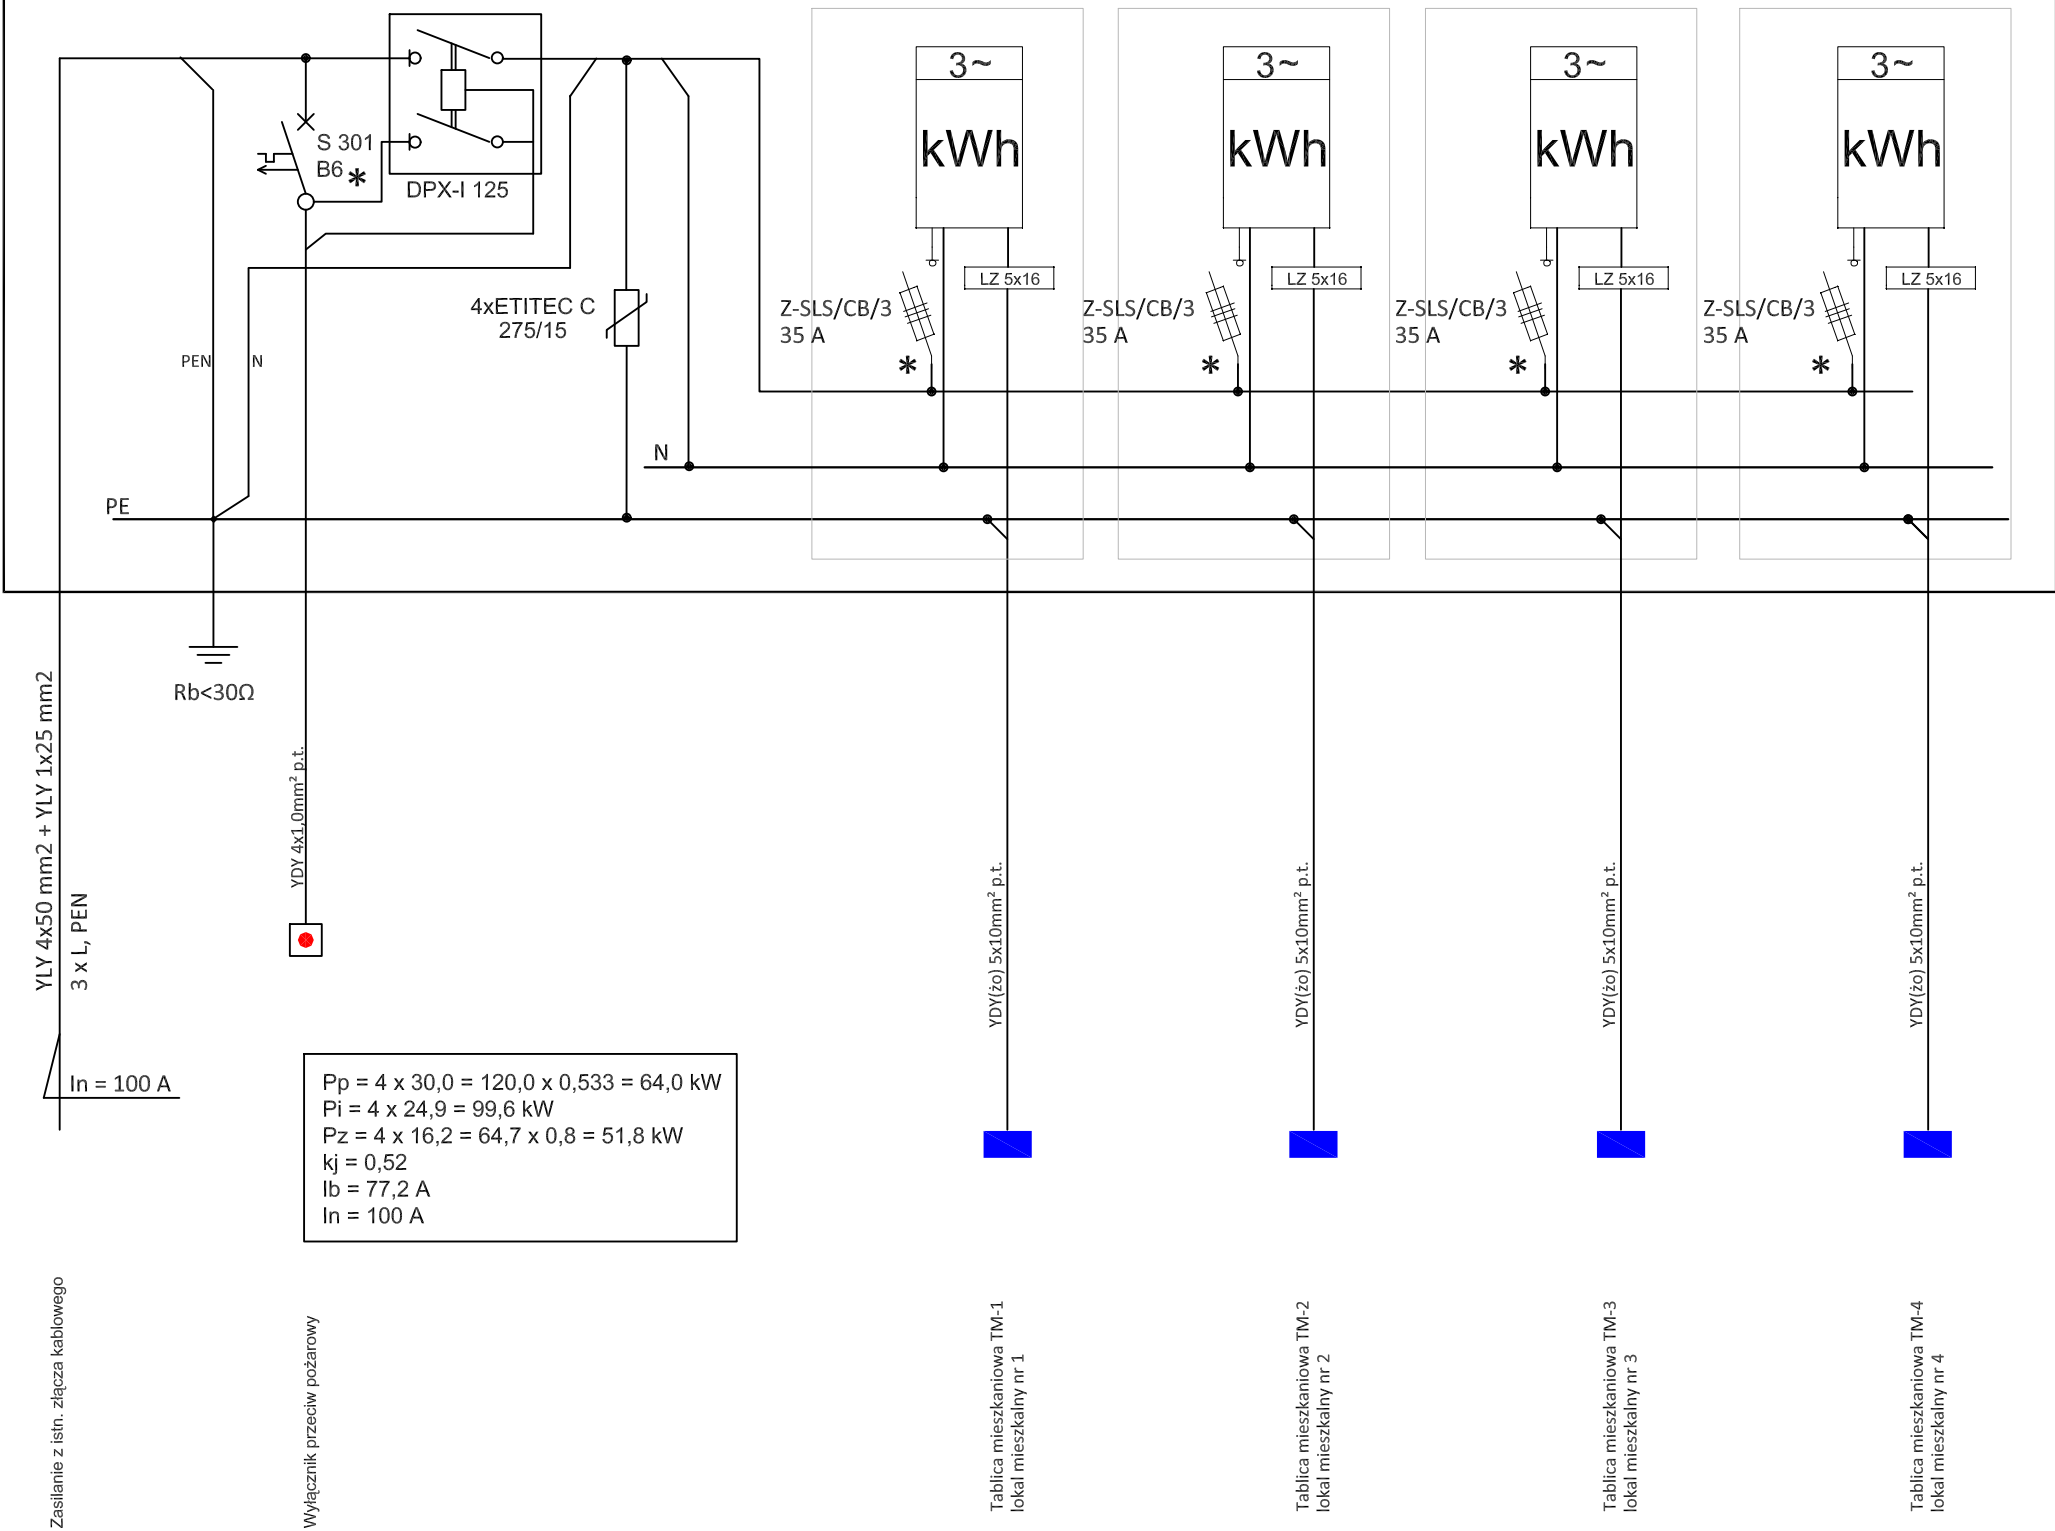 3~
3~
3~
3~
kWh
kWh
kWh
kWh
S 301
B6 *
DPX-I 125
LZ 5x16
LZ 5x16
LZ 5x16
LZ 5x16
4xETITEC C
275/15
Z-SLS/CB/3
35 A
*
Z-SLS/CB/3
35 A
*
Z-SLS/CB/3
35 A
*
Z-SLS/CB/3
35 A
*
PEN
N
N
PE
Rb<30Ω
YLY 4x50 mm2 + YLY 1x25 mm2
3 x L, PEN
In = 100 A
YDY 4x1,0mm² p.t.
YDY(żo) 5x10mm² p.t.
YDY(żo) 5x10mm² p.t.
YDY(żo) 5x10mm² p.t.
YDY(żo) 5x10mm² p.t.
Pp = 4 x 30,0 = 120,0 x 0,533 = 64,0 kW
Pi = 4 x 24,9 = 99,6 kW
Pz = 4 x 16,2 = 64,7 x 0,8 = 51,8 kW
kj = 0,52
Ib = 77,2 A
In = 100 A
Zasilanie z istn. złącza kablowego
Wyłącznik przeciw pożarowy
Tablica mieszkaniowa TM-1
lokal mieszkalny nr 1
Tablica mieszkaniowa TM-2
lokal mieszkalny nr 2
Tablica mieszkaniowa TM-3
lokal mieszkalny nr 3
Tablica mieszkaniowa TM-4
lokal mieszkalny nr 4